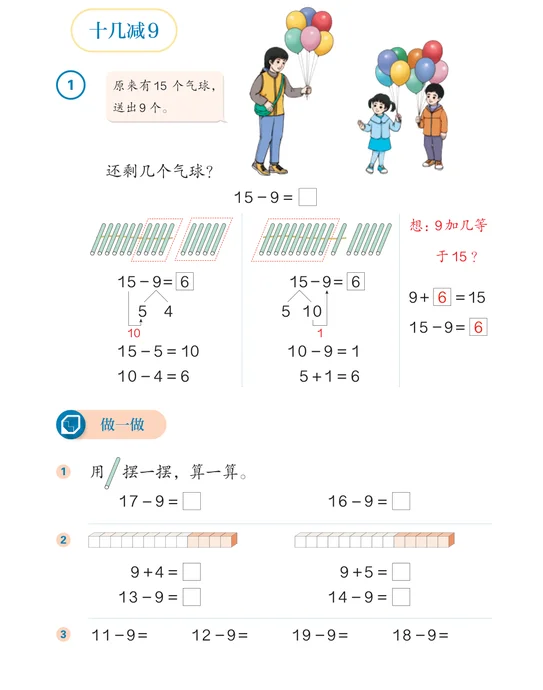 十几减9
1
原来有15个气球,
送出9个。
还剩几个气球?
15-9=□
15-9=6
5 4
10
15-5=10
10-4=6
15-9=6
5 10
1
10-9=1
5+1=6
想:9加几等
于15?
9+6=15
15-9=6
做一做
1 用 摆一摆,算一算。
17-9=□ 16-9=□
2
9+4=□ 9+5=□
13-9=□ 14-9=□
3 11-9= 12-9= 19-9= 18-9=